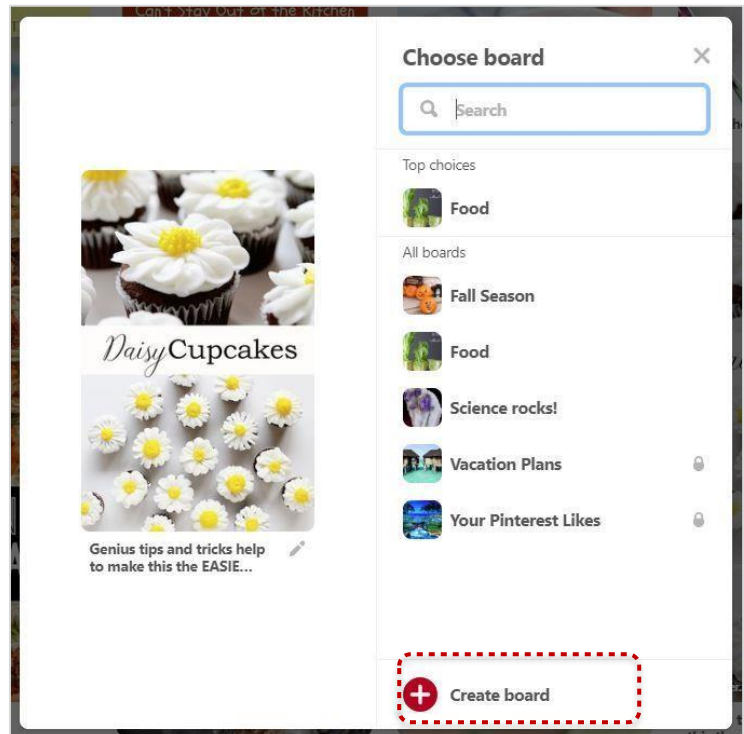 Can't Stay Out of the Kitchen
Choose board
Search
Top choices
Food
All boards
Fall Season
Food
Science rocks!
Vacation Plans
Your Pinterest Likes
Daisy Cupcakes
Genius tips and tricks help
to make this the EASIE...
Create board